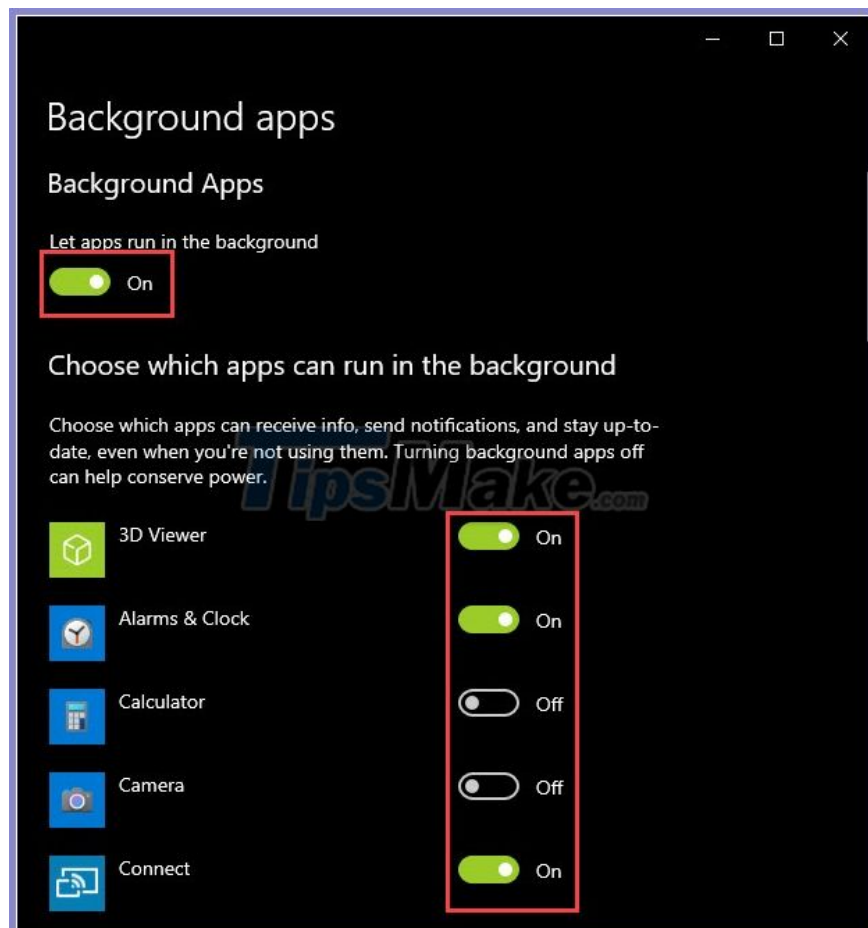 Background apps
Background Apps
Let apps run in the background
On
Choose which apps can run in the background
Choose which apps can receive info, send notifications, and stay up-to-
date, even when you're not using them. Turning background apps off
can help conserve power.
TipsMake.com
3D Viewer On
Alarms & Clock On
Calculator Off
Camera Off
Connect On